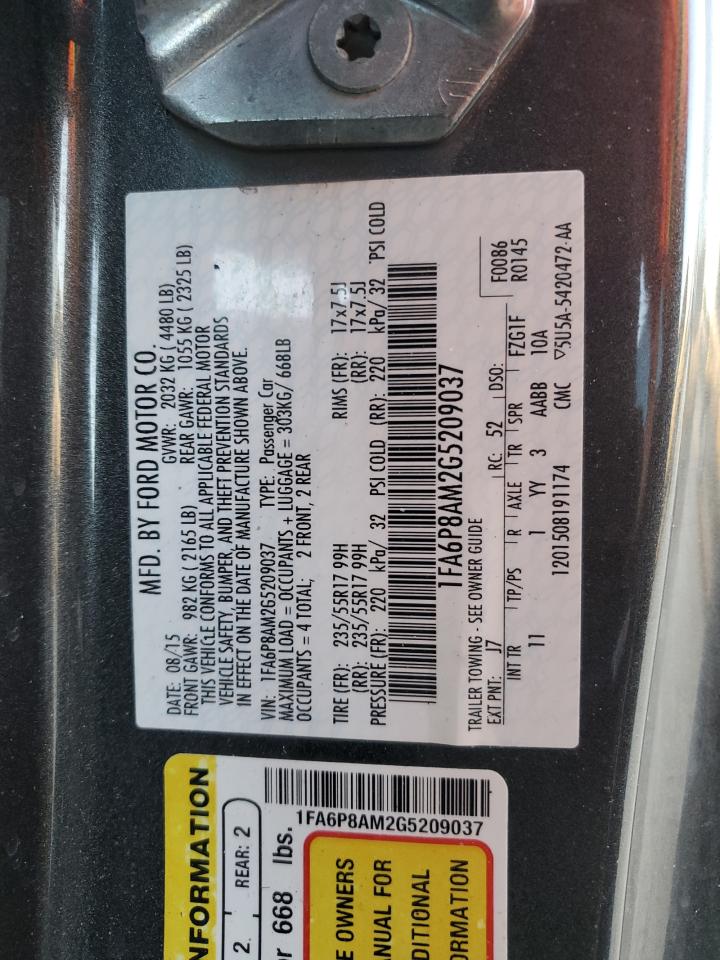 MFD. BY FORD MOTOR CO.
DATE: 08/15 GVWR: 2032 KG ( 4480 LB)
FRONT GAWR: 982 KG ( 2165 LB) REAR GAWR: 1055 KG ( 2325 LB)
THIS VEHICLE CONFORMS TO ALL APPLICABLE FEDERAL MOTOR
VEHICLE SAFETY, BUMPER, AND THEFT PREVENTION STANDARDS
IN EFFECT ON THE DATE OF MANUFACTURE SHOWN ABOVE.
VIN: 1FA6P8AM2G5209037 TYPE: Passenger Car
MAXIMUM LOAD = OCCUPANTS + LUGGAGE = 303KG/ 668LB
OCCUPANTS = 4 TOTAL; 2 FRONT, 2 REAR
TIRE (FR): 235/55R17 99H RIMS (FR): 17x7.5J
(RR): 235/55R17 99H (RR): 17x7.5J
PRESSURE (FR): 220 kPa/ 32 PSI COLD (RR): 220 kPa/ 32 PSI COLD
1FA6P8AM2G5209037
TRAILER TOWING - SEE OWNER GUIDE
F0086
EXT PNT: J7 RC: 52 DSO: R0145
INT TR TP/PS R AXLE TR SPR FZG1F
11 1 YY 3 AABB 10A
1201508191174 CMC ▽5U5A-5420472-AA
NFORMATION
2 REAR: 2
r 668 lbs.
1FA6P8AM2G5209037
E OWNERS
ANUAL FOR
DITIONAL
ORMATION